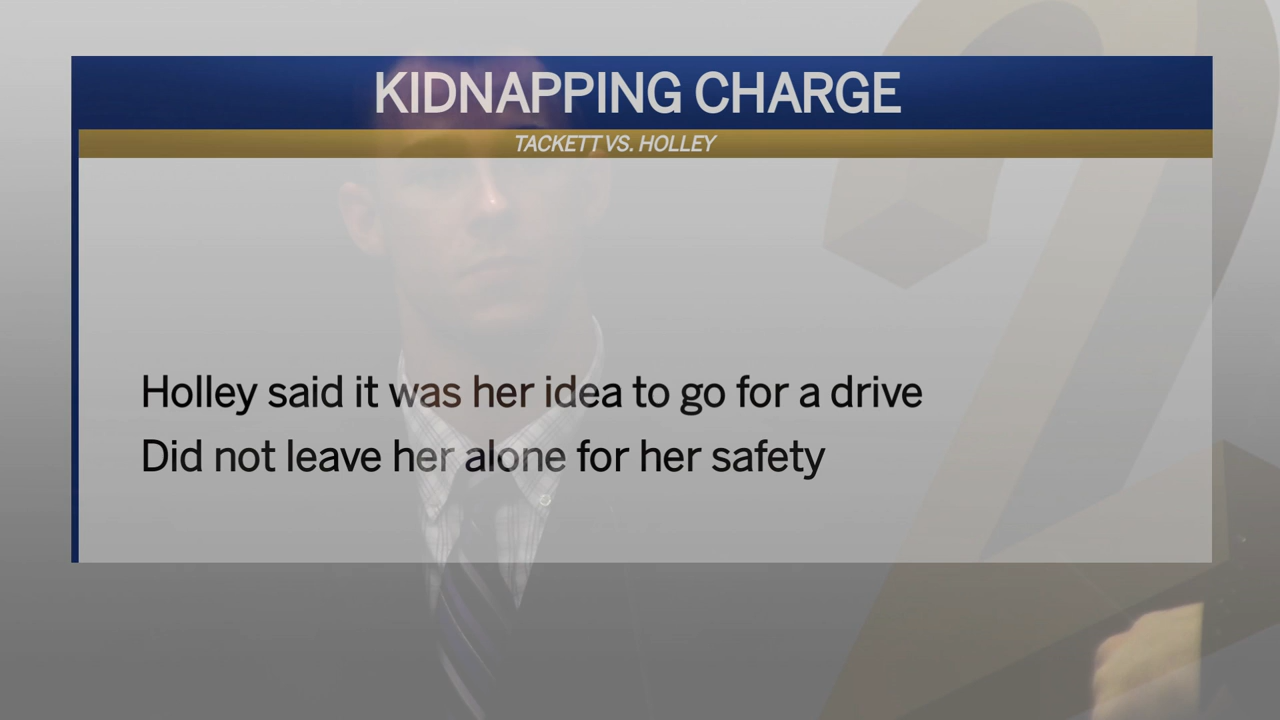 KIDNAPPING CHARGE
TACKETT VS. HOLLEY
Holley said it was her idea to go for a drive
Did not leave her alone for her safety